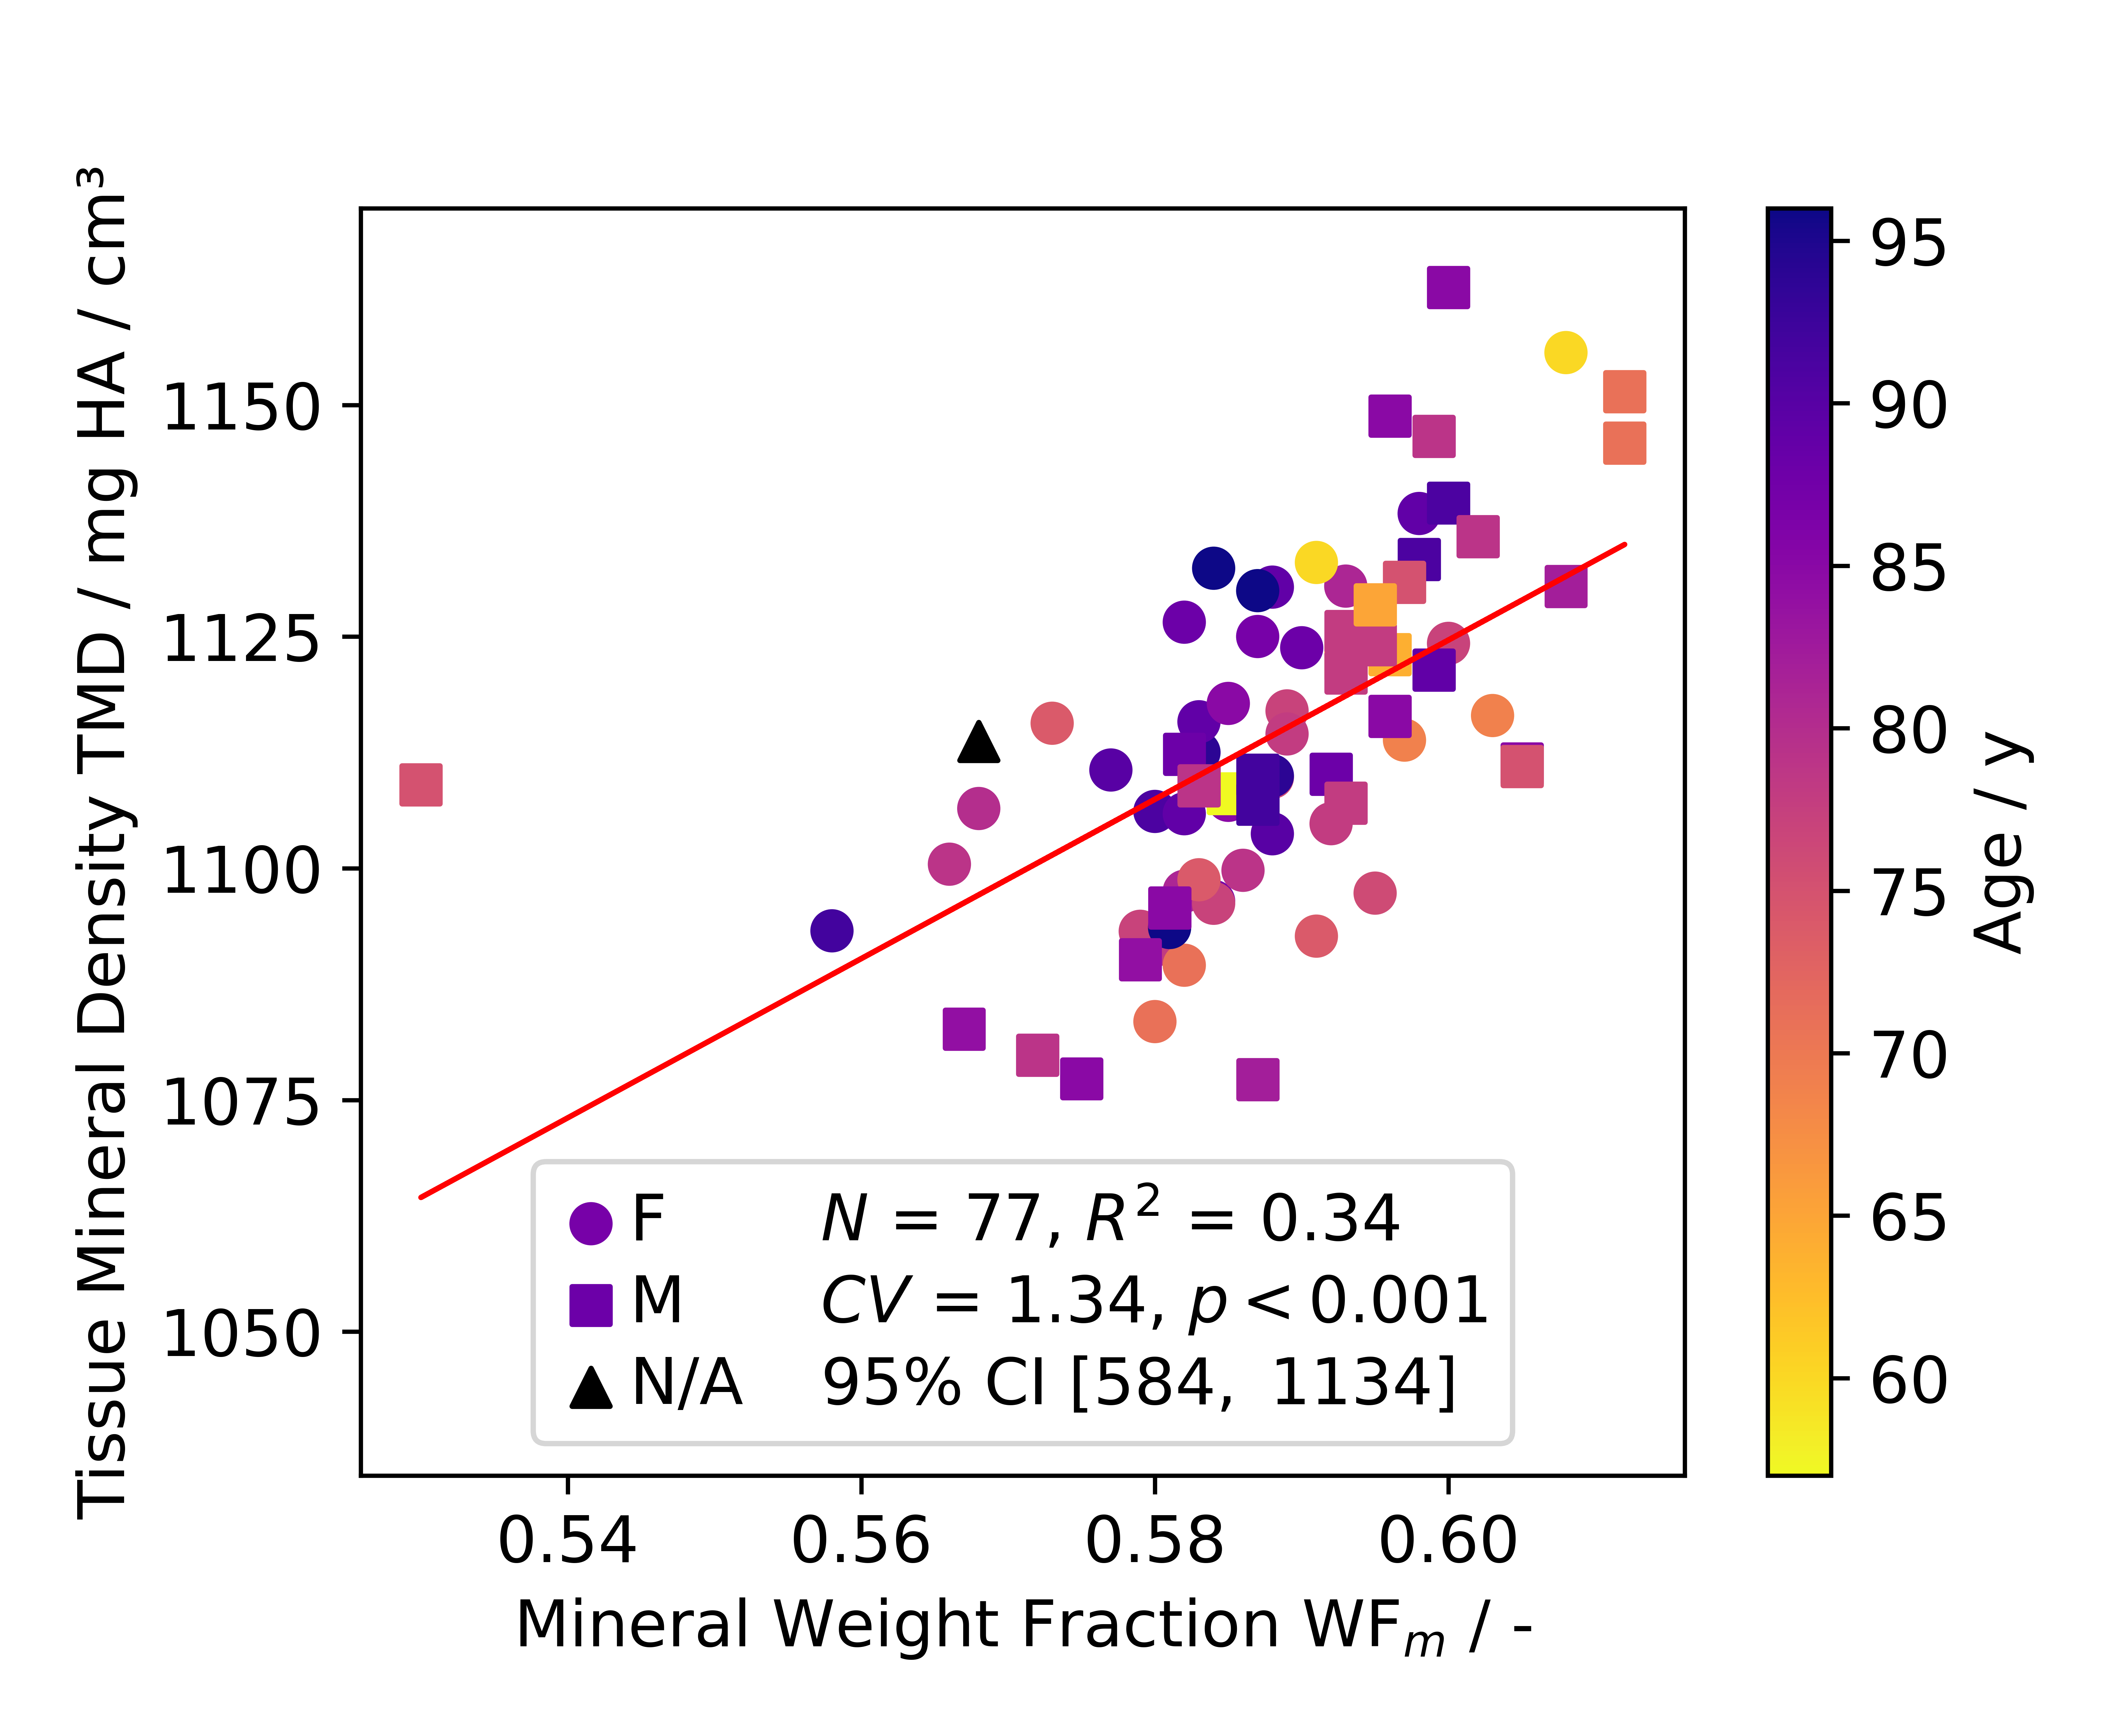 Tissue Mineral Density TMD / mg HA / cm³
1150
1125
1100
1075
1050
F N = 77, R² = 0.34
M CV = 1.34, p < 0.001
N/A 95% CI [584, 1134]
0.54 0.56 0.58 0.60
Mineral Weight Fraction WFₘ / -
95
90
85
80
75
70
65
60
Age / y